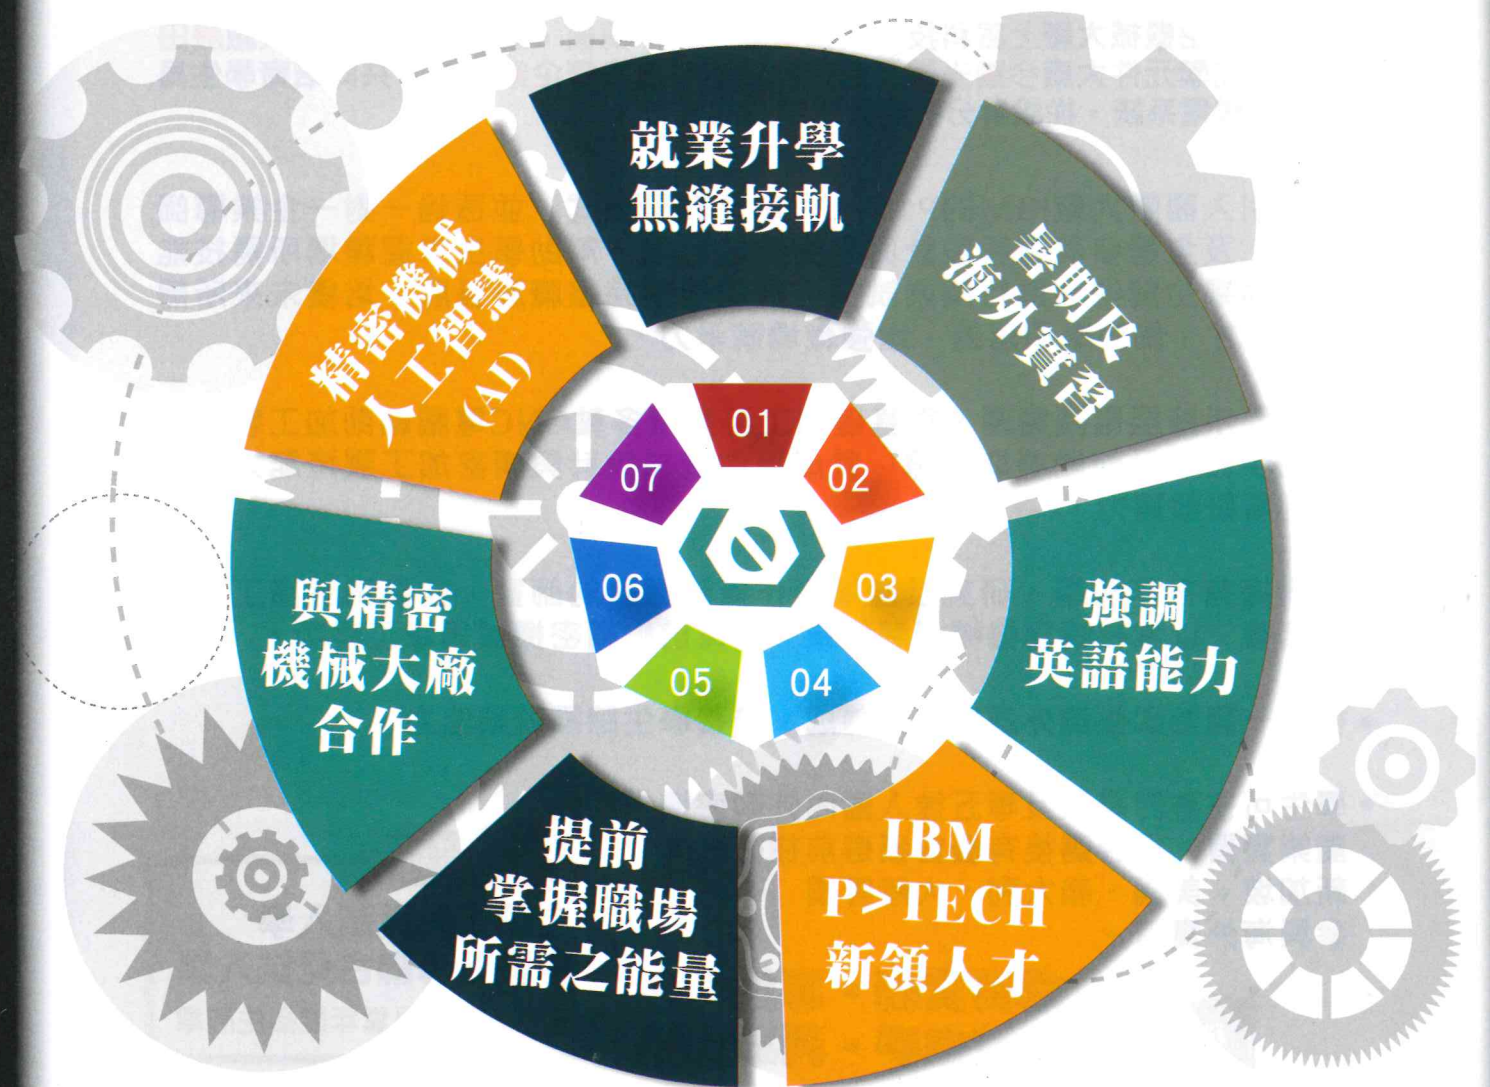 就業升學
無縫接軌
暑期及
海外實習
強調
英語能力
IBM
P>TECH
新領人才
提前
掌握職場
所需之能量
與精密
機械大廠
合作
精密機械
人工智慧
(AI)
01
02
03
04
05
06
07